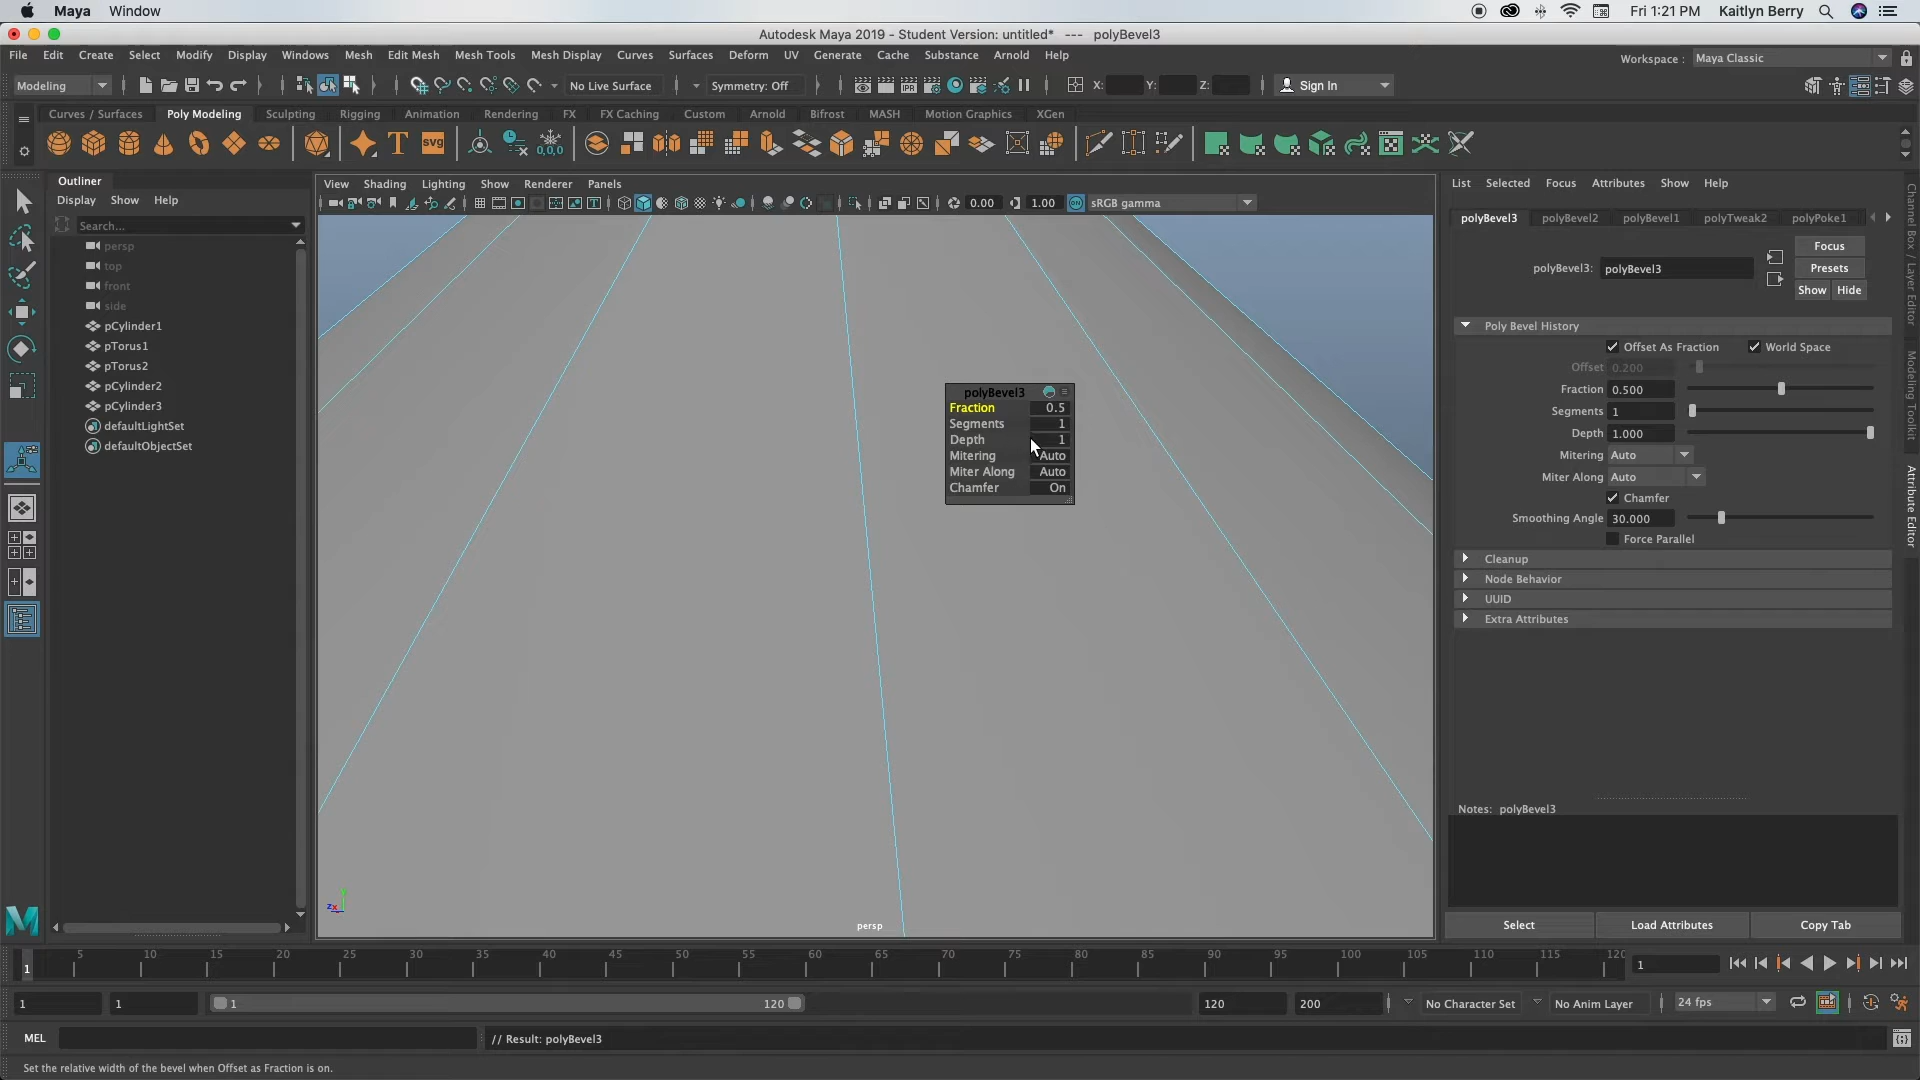 Maya Window Fri 1:21 PM Kaitlyn Berry
Autodesk Maya 2019 - Student Version: untitled* --- polyBevel3
File Edit Create Select Modify Display Windows Mesh Edit Mesh Mesh Tools Mesh Display Curves Surfaces Deform UV Generate Cache Substance Arnold Help Workspace : Maya Classic
Modeling No Live Surface Symmetry: Off IPR X: Y: Z: Sign In
Curves / Surfaces Poly Modeling Sculpting Rigging Animation Rendering FX FX Caching Custom Arnold Bifrost MASH Motion Graphics XGen
T SVG 0,0,0
Outliner
Display Show Help
Search...
persp
top
front
side
pCylinder1
pTorus1
pTorus2
pCylinder2
pCylinder3
defaultLightSet
defaultObjectSet
View Shading Lighting Show Renderer Panels
0.00 1.00 ON sRGB gamma
polyBevel3
Fraction 0.5
Segments 1
Depth 1
Mitering Auto
Miter Along Auto
Chamfer On
persp
List Selected Focus Attributes Show Help
polyBevel3 polyBevel2 polyBevel1 polyTweak2 polyPoke1
polyBevel3: polyBevel3
Focus
Presets
Show Hide
Poly Bevel History
Offset As Fraction World Space
Offset 0.200
Fraction 0.500
Segments 1
Depth 1.000
Mitering Auto
Miter Along Auto
Chamfer
Smoothing Angle 30.000
Force Parallel
Cleanup
Node Behavior
UUID
Extra Attributes
Notes: polyBevel3
Select Load Attributes Copy Tab
Channel Box / Layer Editor
Modeling Toolkit
Attribute Editor
1 5 10 15 20 25 30 35 40 45 50 55 60 65 70 75 80 85 90 95 100 105 110 115 120 1
1 1 1 120 120 200 No Character Set No Anim Layer 24 fps
MEL // Result: polyBevel3
Set the relative width of the bevel when Offset as Fraction is on.